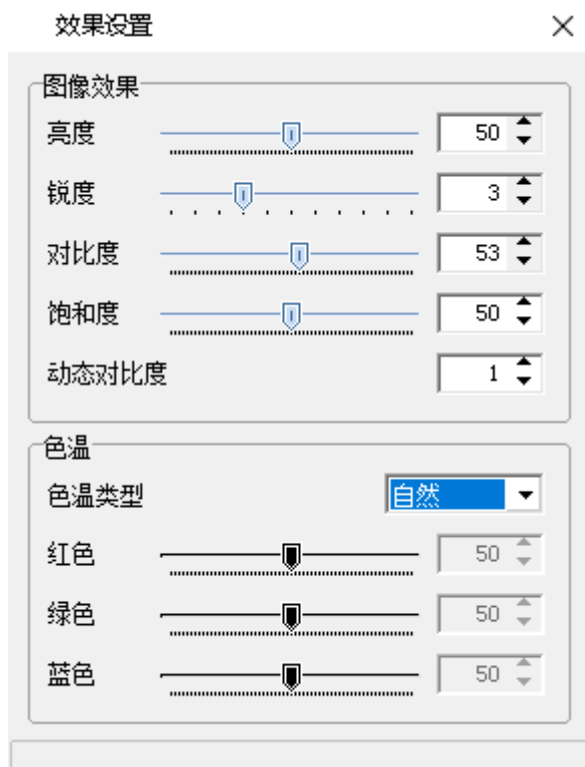 效果设置
图像效果
亮度 50
锐度 3
对比度 53
饱和度 50
动态对比度 1
色温
色温类型 自然
红色 50
绿色 50
蓝色 50